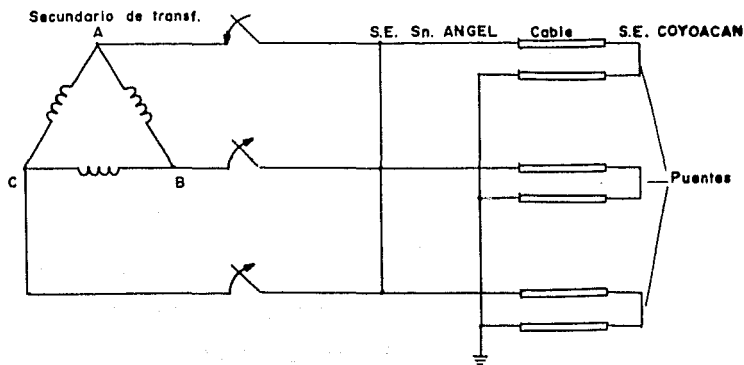 Secundario de transf.
A
S.E. Sn. ANGEL
Cable
S.E. COYOACAN
C
B
Puentes